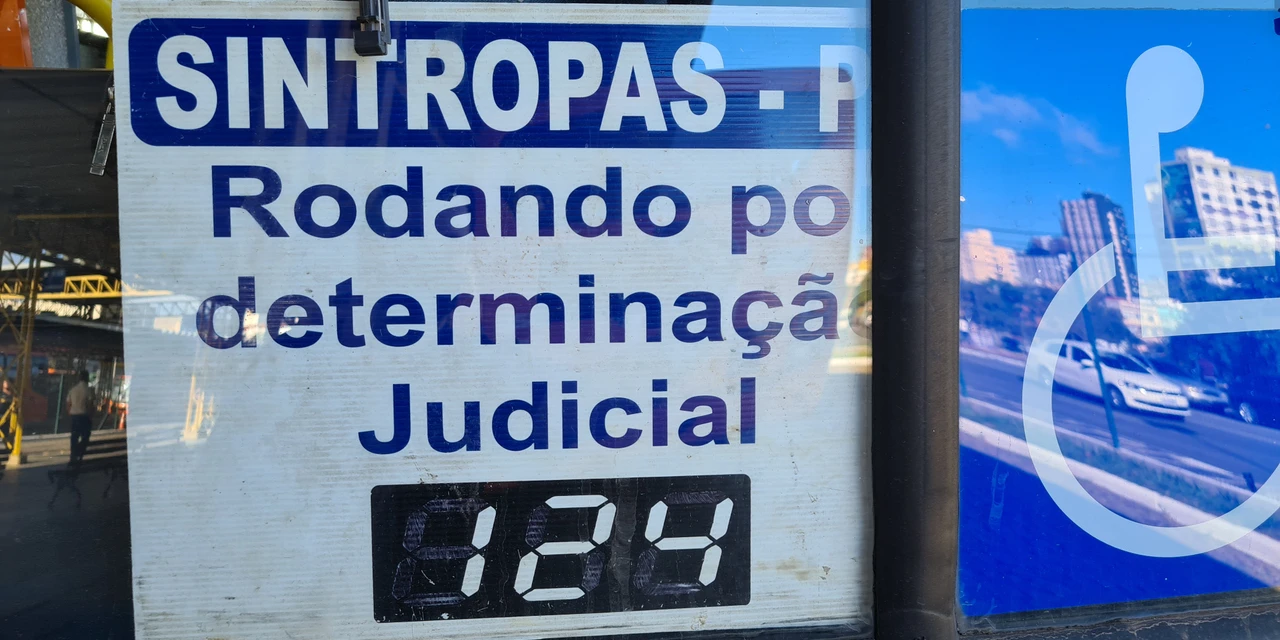 SINTROPAS - P
Rodando po
determinaçã
Judicial
124